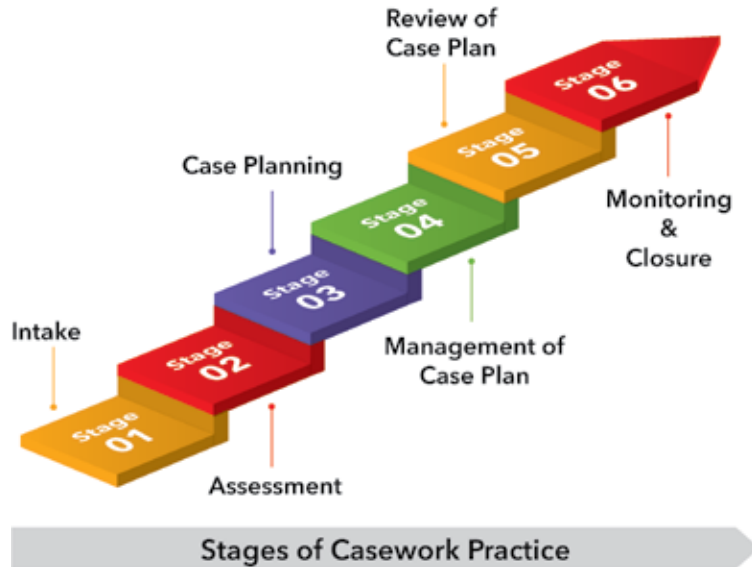 Intake
Stage
01
Stage
02
Assessment
Case Planning
Stage
03
Stage
04
Management of
Case Plan
Review of
Case Plan
Stage
05
Stage
06
Monitoring
&
Closure
Stages of Casework Practice